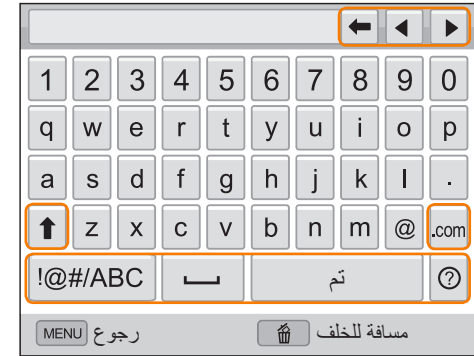 1 2 3 4 5 6 7 8 9 0
q w e r t y u i o p
a s d f g h j k l .
z x c v b n m @ .com
!@#/ABC تم ?
مسافة للخلف رجوع MENU